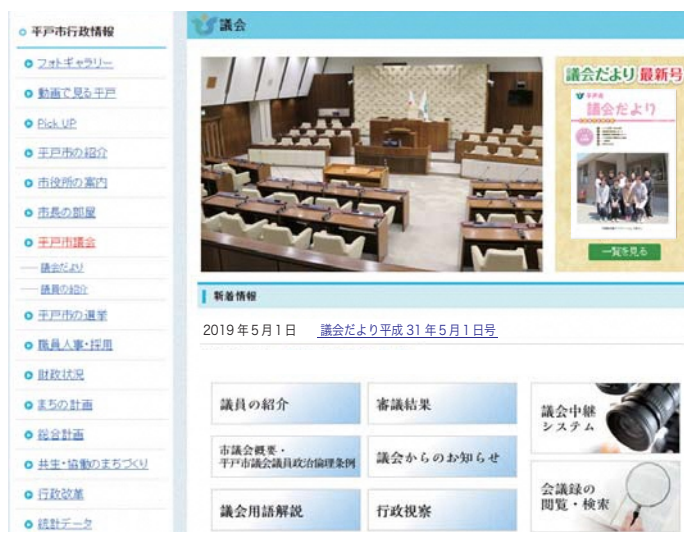 平戸市行政情報
フォトギャラリー
動画で見る平戸
Pick UP
平戸市の紹介
市役所の案内
市長の部屋
平戸市議会
議会だより
議員の紹介
平戸市の選挙
職員人事・採用
財政状況
まちの計画
総合計画
共生・協働のまちづくり
行政改革
統計データ
議会
議会だより 最新号
平戸市
議会だより
一覧を見る
新着情報
2019年5月1日 議会だより平成31年5月1日号
議員の紹介
審議結果
議会中継
システム
市議会概要・
平戸市議会議員政治倫理条例
議会からのお知らせ
会議録の
閲覧・検索
議会用語解説
行政視察